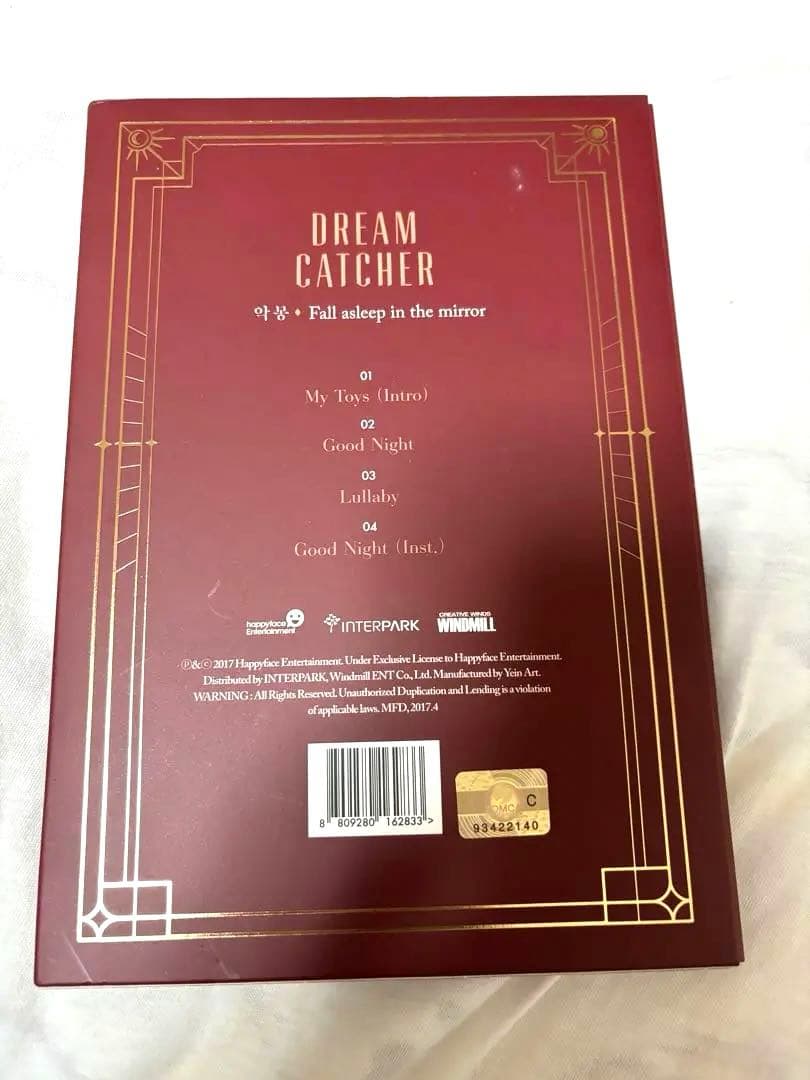 DREAM
CATCHER
악몽 ♦ Fall asleep in the mirror
01
My Toys (Intro)
02
Good Night
03
Lullaby
04
Good Night (Inst.)
happyface
Entertainment
INTERPARK
CREATIVE WINDS
WINDMILL
Ⓟ&ⓒ 2017 Happyface Entertainment. Under Exclusive License to Happyface Entertainment.
Distributed by INTERPARK, Windmill ENT Co., Ltd. Manufactured by Yein Art.
WARNING : All Rights Reserved. Unauthorized Duplication and Lending is a violation
of applicable laws. MFD, 2017.4
8 809280 162833 >
OMC C
93422140